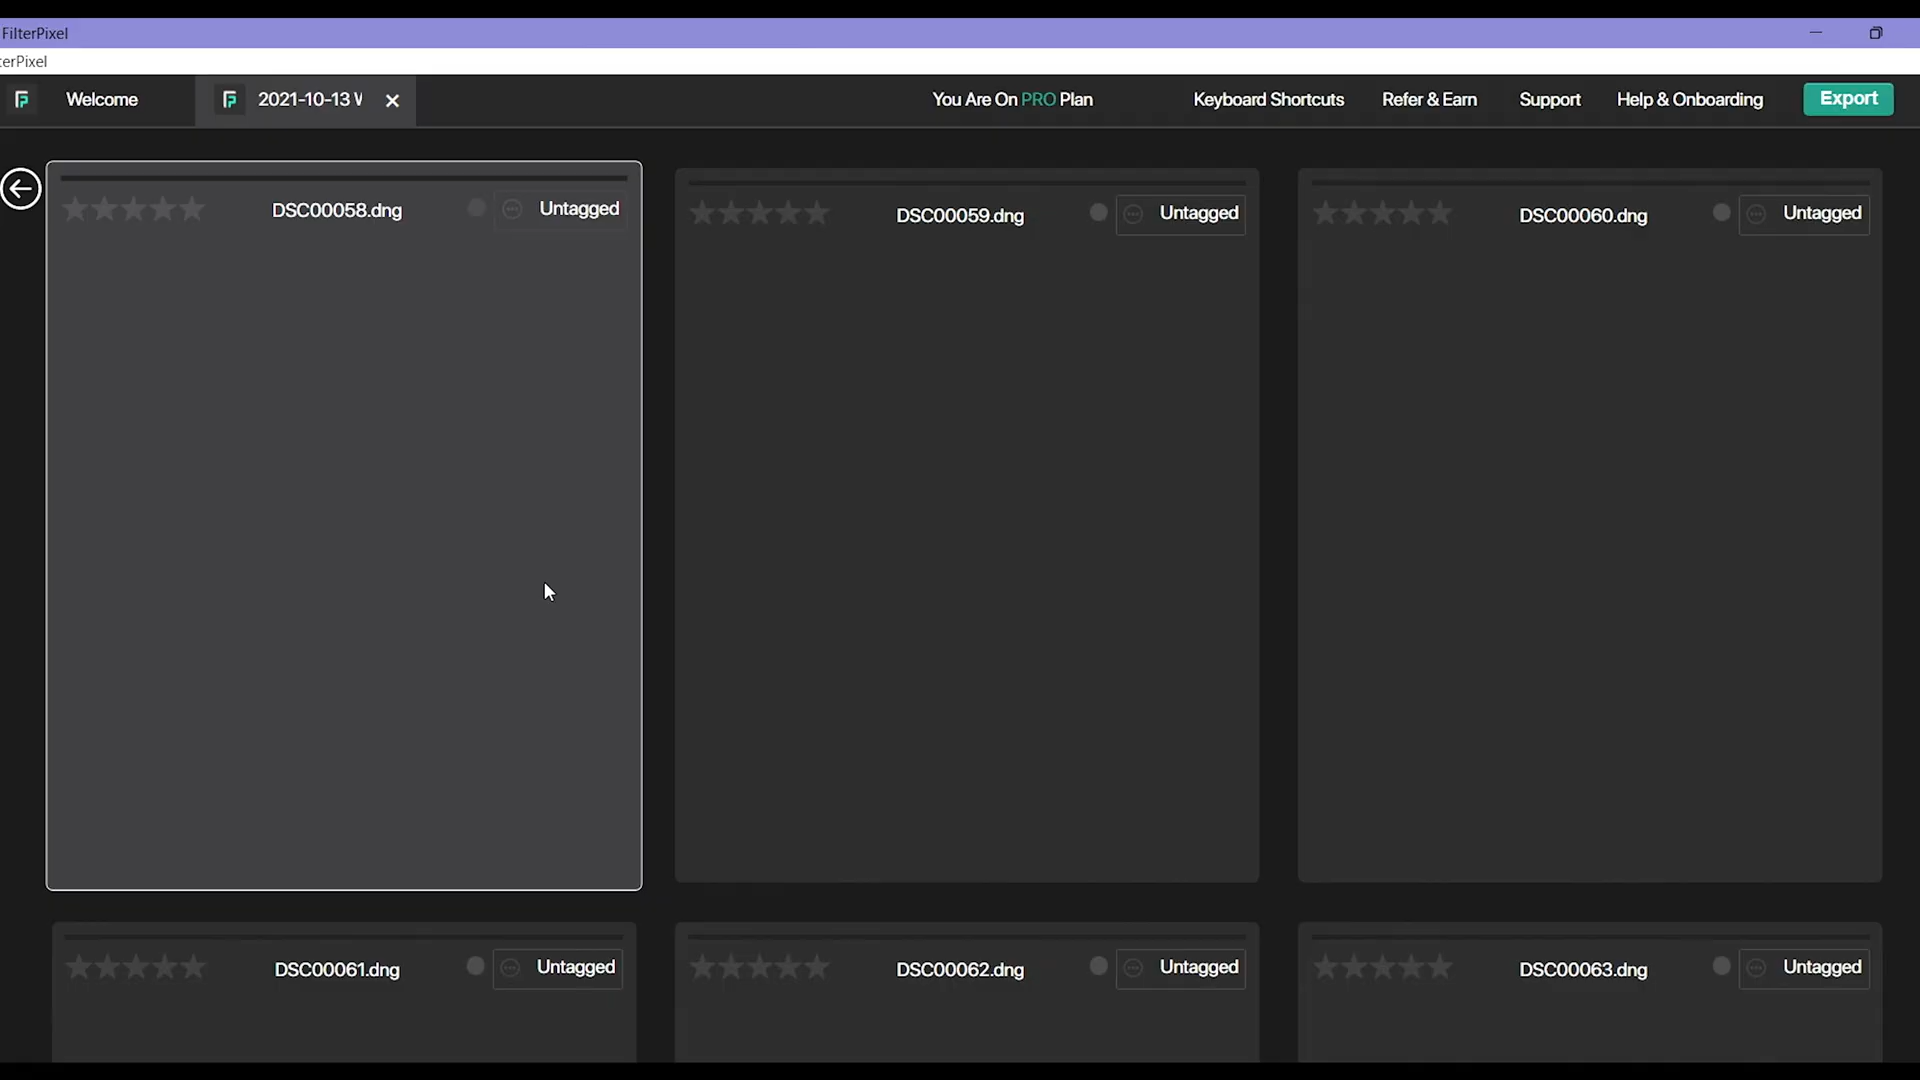 FilterPixel
terPixel
Welcome
2021-10-13 V
You Are On PRO Plan
Keyboard Shortcuts
Refer & Earn
Support
Help & Onboarding
Export
DSC00058.dng
Untagged
DSC00059.dng
Untagged
DSC00060.dng
Untagged
DSC00061.dng
Untagged
DSC00062.dng
Untagged
DSC00063.dng
Untagged